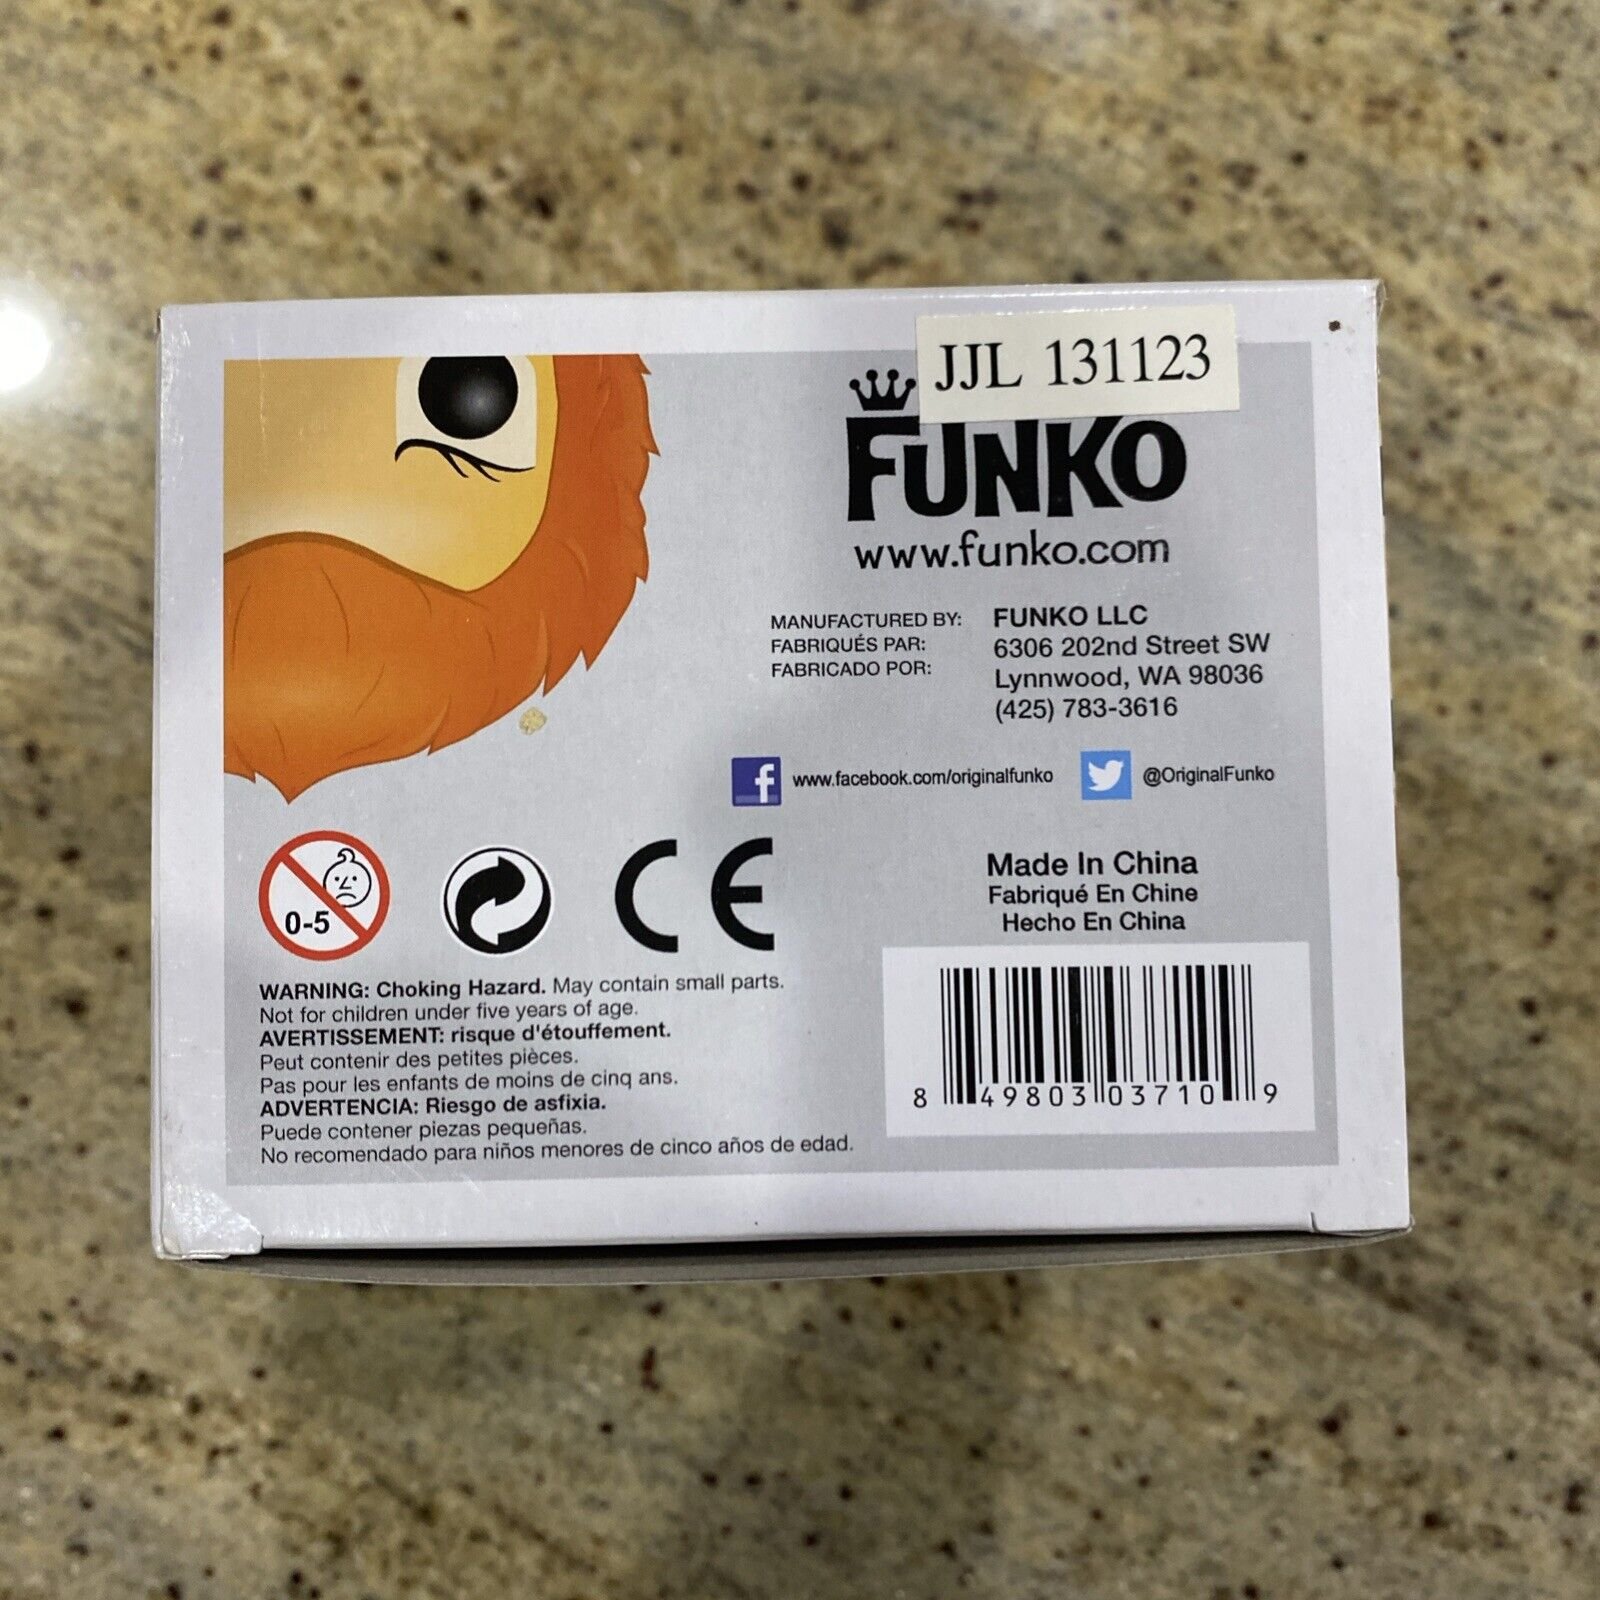 JJL 131123
FUNKO
www.funko.com
MANUFACTURED BY:
FABRIQUÉS PAR:
FABRICADO POR:
FUNKO LLC
6306 202nd Street SW
Lynnwood, WA 98036
(425) 783-3616
f www.facebook.com/originalfunko @OriginalFunko
0-5
CE
WARNING: Choking Hazard. May contain small parts.
Not for children under five years of age.
AVERTISSEMENT: risque d'étouffement.
Peut contenir des petites pièces.
Pas pour les enfants de moins de cinq ans.
ADVERTENCIA: Riesgo de asfixia.
Puede contener piezas pequeñas.
No recomendado para niños menores de cinco años de edad.
Made In China
Fabriqué En Chine
Hecho En China
8 49803 03710 9